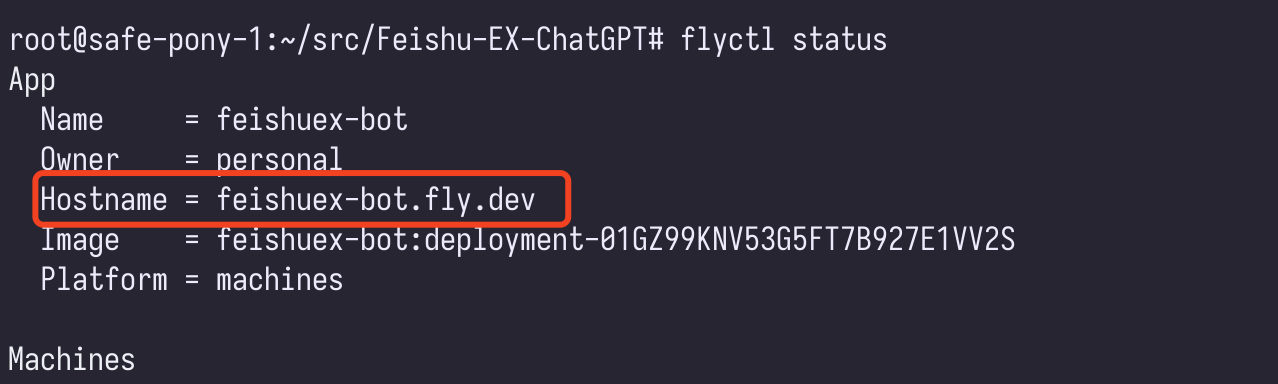 root@safe-pony-1:~/src/Feishu-EX-ChatGPT# flyctl status
App
  Name     = feishuex-bot
  Owner    = personal
  Hostname = feishuex-bot.fly.dev
  Image    = feishuex-bot:deployment-01GZ99KNV53G5FT7B927E1VV2S
  Platform = machines

Machines